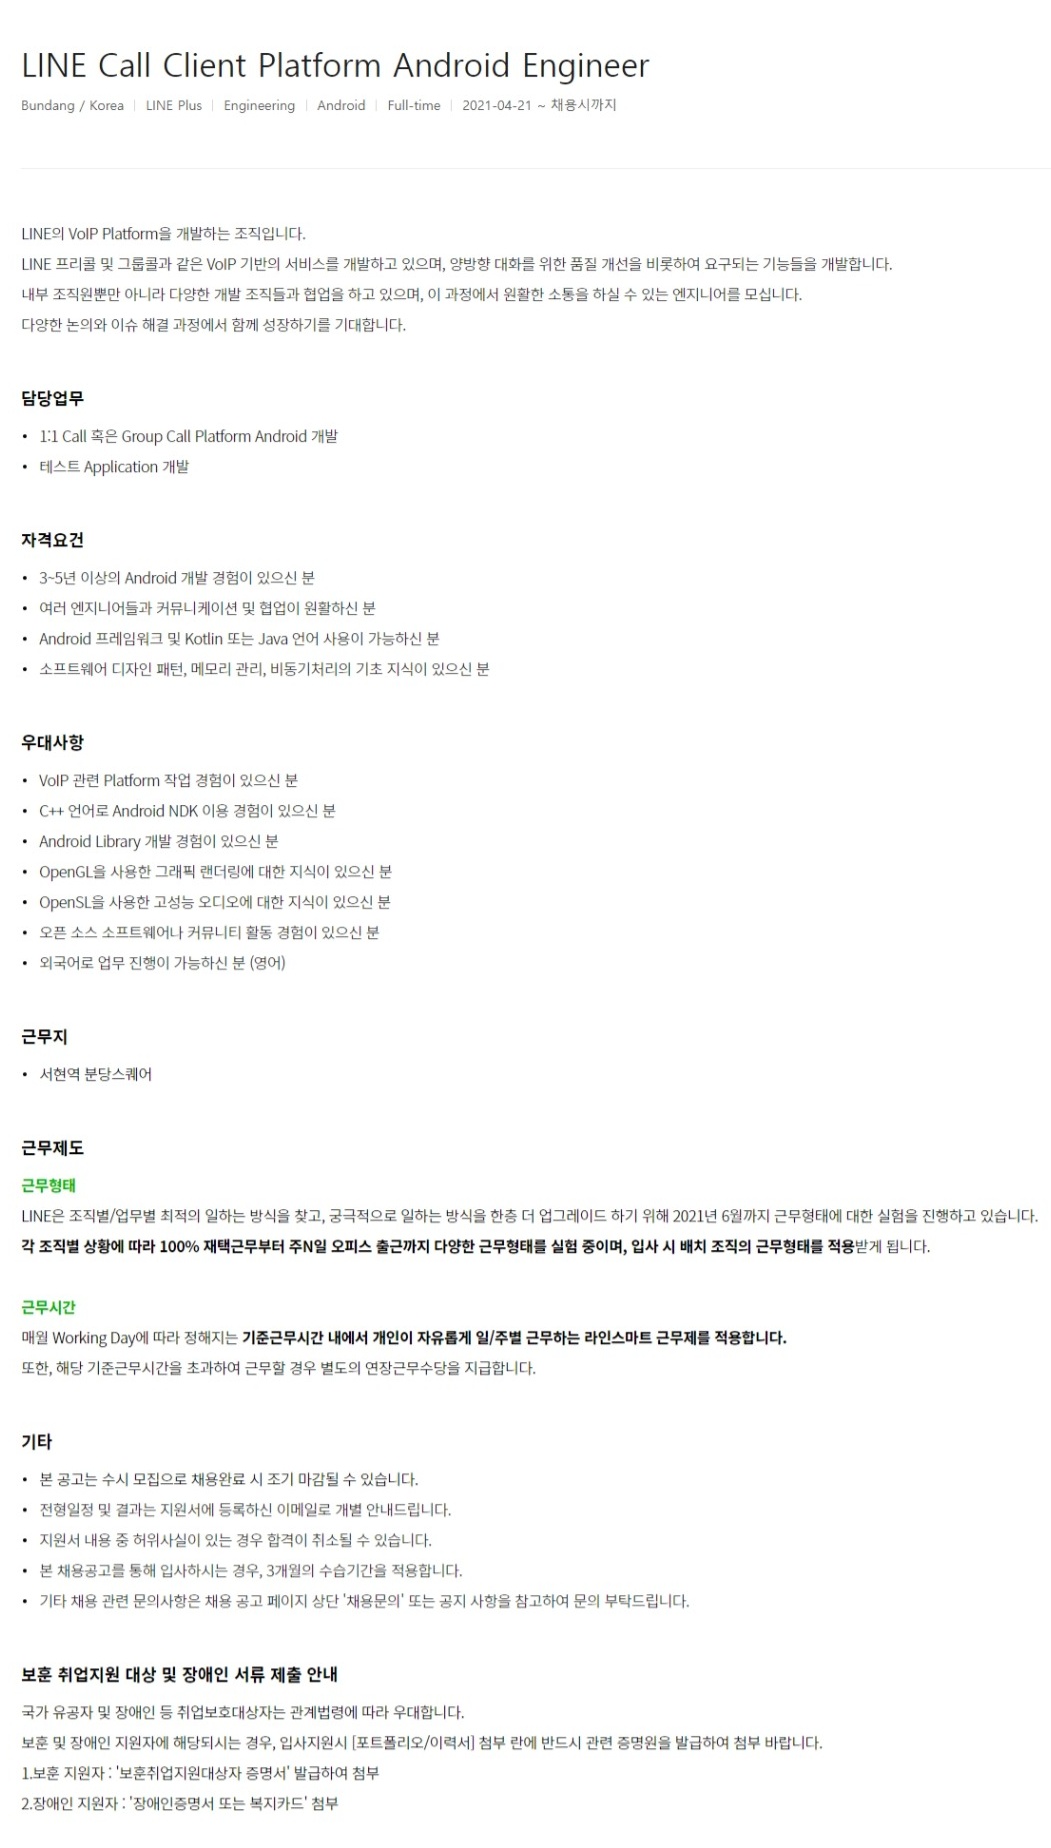 LINE Call Client Platform Android Engineer
Bundang / Korea | LINE Plus | Engineering | Android | Full-time | 2021-04-21 ~ 채용시까지
LINE의 VoIP Platform을 개발하는 조직입니다.
LINE 프리콜 및 그룹콜과 같은 VoIP 기반의 서비스를 개발하고 있으며, 양방향 대화를 위한 품질 개선을 비롯하여 요구되는 기능들을 개발합니다.
내부 조직원뿐만 아니라 다양한 개발 조직들과 협업을 하고 있으며, 이 과정에서 원활한 소통을 하실 수 있는 엔지니어를 모십니다.
다양한 논의와 이슈 해결 과정에서 함께 성장하기를 기대합니다.
담당업무
• 1:1 Call 혹은 Group Call Platform Android 개발
• 테스트 Application 개발
자격요건
• 3~5년 이상의 Android 개발 경험이 있으신 분
• 여러 엔지니어들과 커뮤니케이션 및 협업이 원활하신 분
• Android 프레임워크 및 Kotlin 또는 Java 언어 사용이 가능하신 분
• 소프트웨어 디자인 패턴, 메모리 관리, 비동기처리의 기초 지식이 있으신 분
우대사항
• VoIP 관련 Platform 작업 경험이 있으신 분
• C++ 언어로 Android NDK 이용 경험이 있으신 분
• Android Library 개발 경험이 있으신 분
• OpenGL을 사용한 그래픽 랜더링에 대한 지식이 있으신 분
• OpenSL을 사용한 고성능 오디오에 대한 지식이 있으신 분
• 오픈 소스 소프트웨어나 커뮤니티 활동 경험이 있으신 분
• 외국어로 업무 진행이 가능하신 분 (영어)
근무지
• 서현역 분당스퀘어
근무제도
근무형태
LINE은 조직별/업무별 최적의 일하는 방식을 찾고, 궁극적으로 일하는 방식을 한층 더 업그레이드 하기 위해 2021년 6월까지 근무형태에 대한 실험을 진행하고 있습니다.
각 조직별 상황에 따라 100% 재택근무부터 주N일 오피스 출근까지 다양한 근무형태를 실험 중이며, 입사 시 배치 조직의 근무형태를 적용받게 됩니다.
근무시간
매월 Working Day에 따라 정해지는 기준근무시간 내에서 개인이 자유롭게 일/주별 근무하는 라인스마트 근무제를 적용합니다.
또한, 해당 기준근무시간을 초과하여 근무할 경우 별도의 연장근무수당을 지급합니다.
기타
• 본 공고는 수시 모집으로 채용완료 시 조기 마감될 수 있습니다.
• 전형일정 및 결과는 지원서에 등록하신 이메일로 개별 안내드립니다.
• 지원서 내용 중 허위사실이 있는 경우 합격이 취소될 수 있습니다.
• 본 채용공고를 통해 입사하시는 경우, 3개월의 수습기간을 적용합니다.
• 기타 채용 관련 문의사항은 채용 공고 페이지 상단 '채용문의' 또는 공지 사항을 참고하여 문의 부탁드립니다.
보훈 취업지원 대상 및 장애인 서류 제출 안내
국가 유공자 및 장애인 등 취업보호대상자는 관계법령에 따라 우대합니다.
보훈 및 장애인 지원자에 해당되시는 경우, 입사지원시 [포트폴리오/이력서] 첨부 란에 반드시 관련 증명원을 발급하여 첨부 바랍니다.
1.보훈 지원자 : '보훈취업지원대상자 증명서' 발급하여 첨부
2.장애인 지원자 : '장애인증명서 또는 복지카드' 첨부